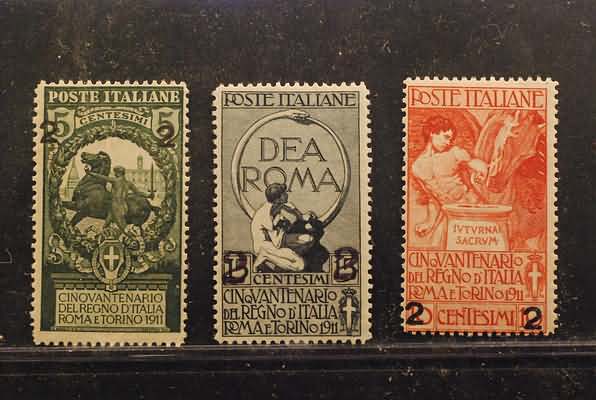 POSTE ITALIANE
5 5
2 2
CENTESIMI
CINQVANTENARIO
DEL REGNO D'ITALIA
ROMA E TORINO 1911
POSTE ITALIANE
DEA
ROMA
CENTESIMI
CINQVANTENARIO
DEL REGNO D'ITALIA
ROMA E TORINO 1911
POSTE ITALIANE
IVTVRNAI
SACRVM
CINQVANTENARIO
DEL REGNO D'ITALIA
ROMA E TORINO 1911
2 CENTESIMI 2